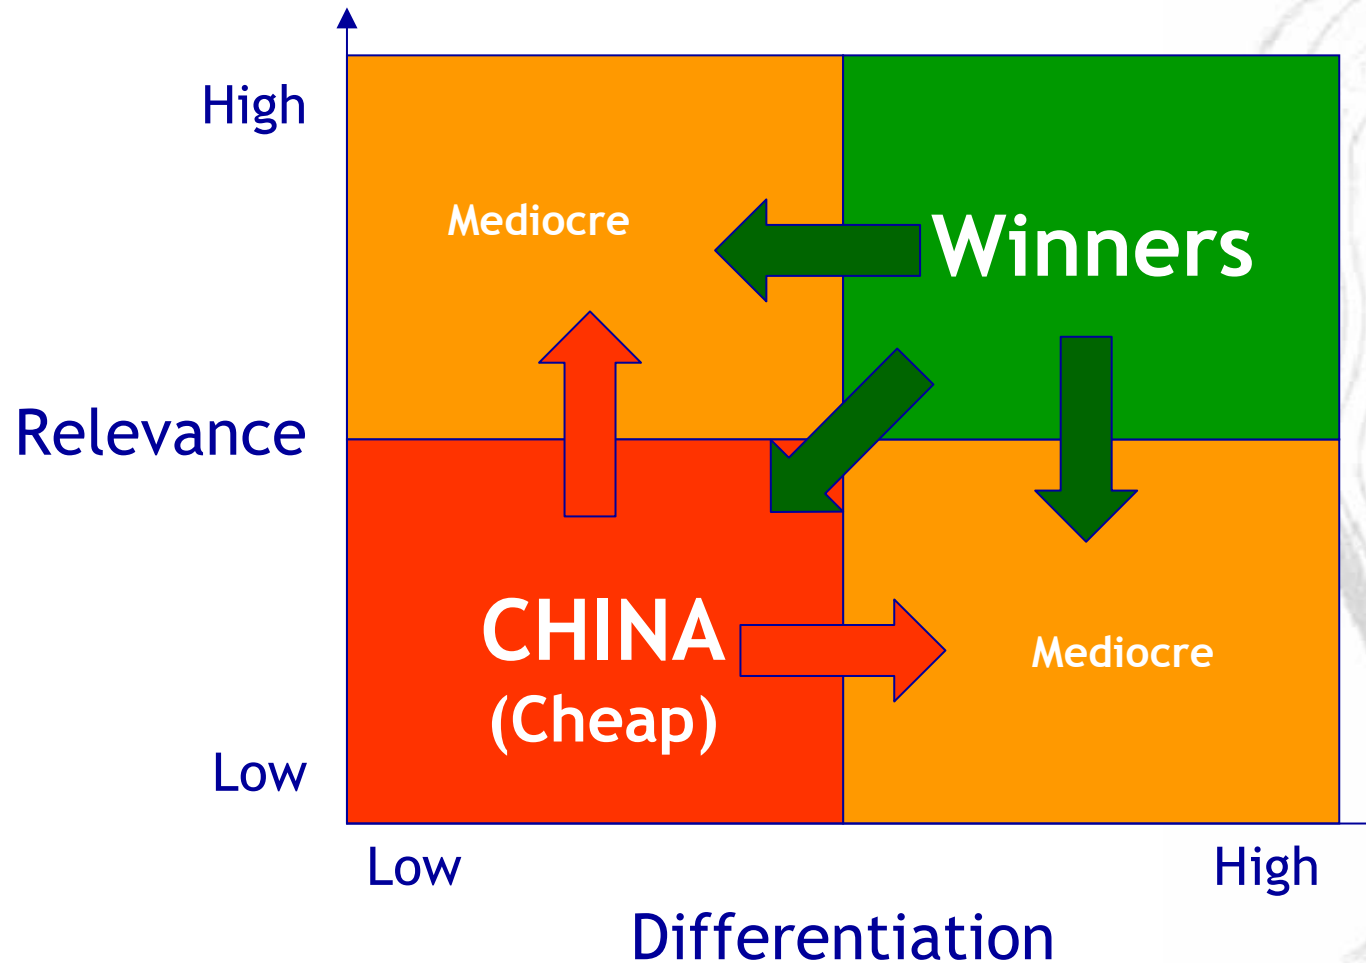 High
Mediocre
Winners
Relevance
CHINA
(Cheap)
Mediocre
Low
Low
High
Differentiation